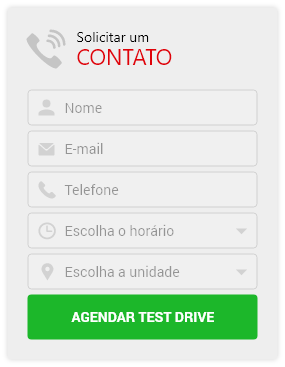 Solicitar um
CONTATO
Nome
E-mail
Telefone
Escolha o horário
Escolha a unidade
AGENDAR TEST DRIVE